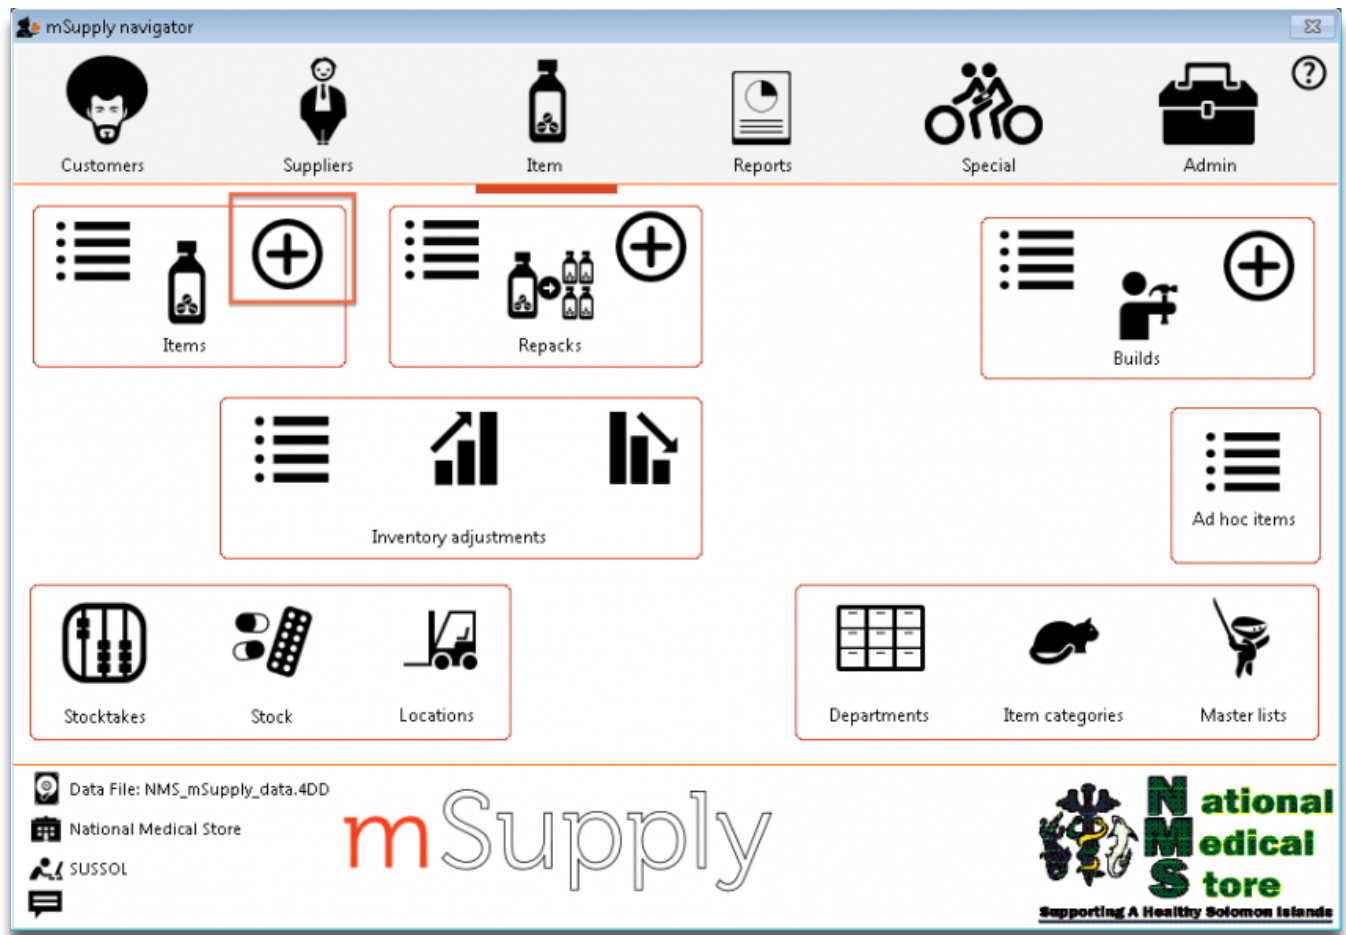 mSupply navigator
Customers
Suppliers
Item
Reports
Special
Admin
Items
Repacks
Builds
Inventory adjustments
Ad hoc items
Stocktakes
Stock
Locations
Departments
Item categories
Master lists
Data File: NMS_mSupply_data.4DD
National Medical Store
SUSSOL
mSupply
National
Medical
Store
Supporting A Healthy Solomon Islands